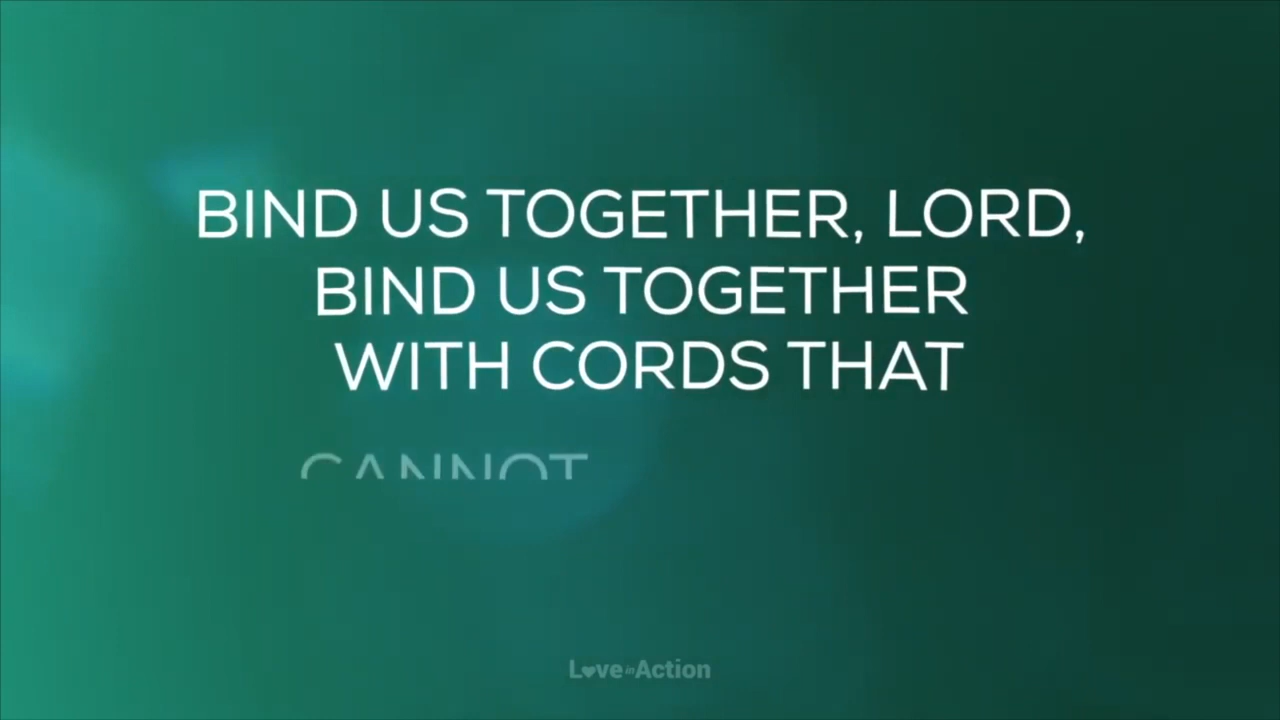 BIND US TOGETHER, LORD,
BIND US TOGETHER
WITH CORDS THAT
CANNOT
Love in Action